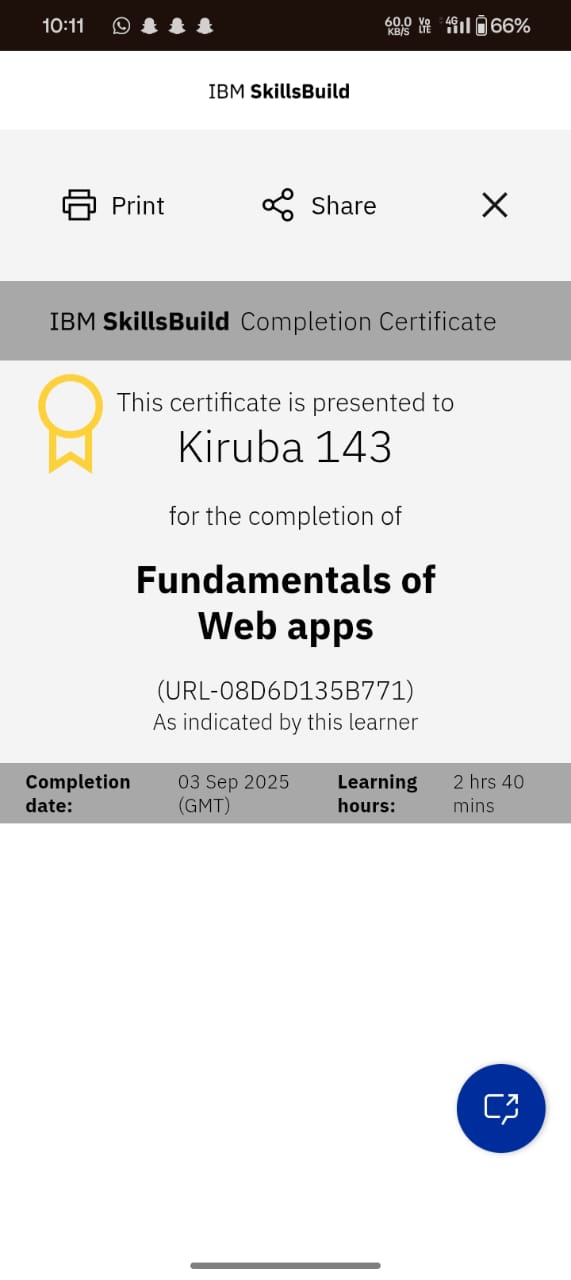 10:11 60.0 KB/S Vo LTE 4G 66%
IBM SkillsBuild
Print Share
IBM SkillsBuild Completion Certificate
This certificate is presented to
Kiruba 143
for the completion of
Fundamentals of
Web apps
(URL-08D6D135B771)
As indicated by this learner
Completion date: 03 Sep 2025 (GMT) Learning hours: 2 hrs 40 mins